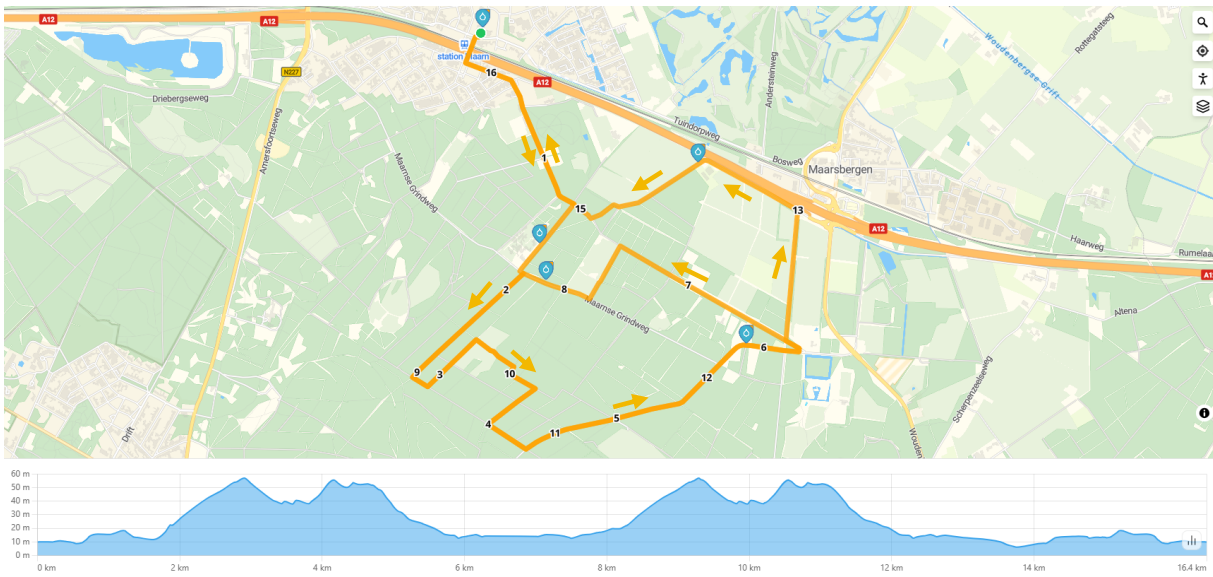 A12
A12
station Maarn
N227
16
A12
Driebergseweg
Amersfoortseweg
Maarnse Grindweg
1
Tuindorpweg
Andersteinweg
Woudenbergse Grift
Rottegatsteeg
Bosweg
Maarsbergen
15
13
A12
Haarweg
Rumelaa
A1
2
8
7
Maarnse Grindweg
Altena
6
9
3
10
12
Scherpenzeelseweg
4
11
5
Drift
Wouden
60 m
50 m
40 m
30 m
20 m
10 m
0 m
0 km
2 km
4 km
6 km
8 km
10 km
12 km
14 km
16.4 km